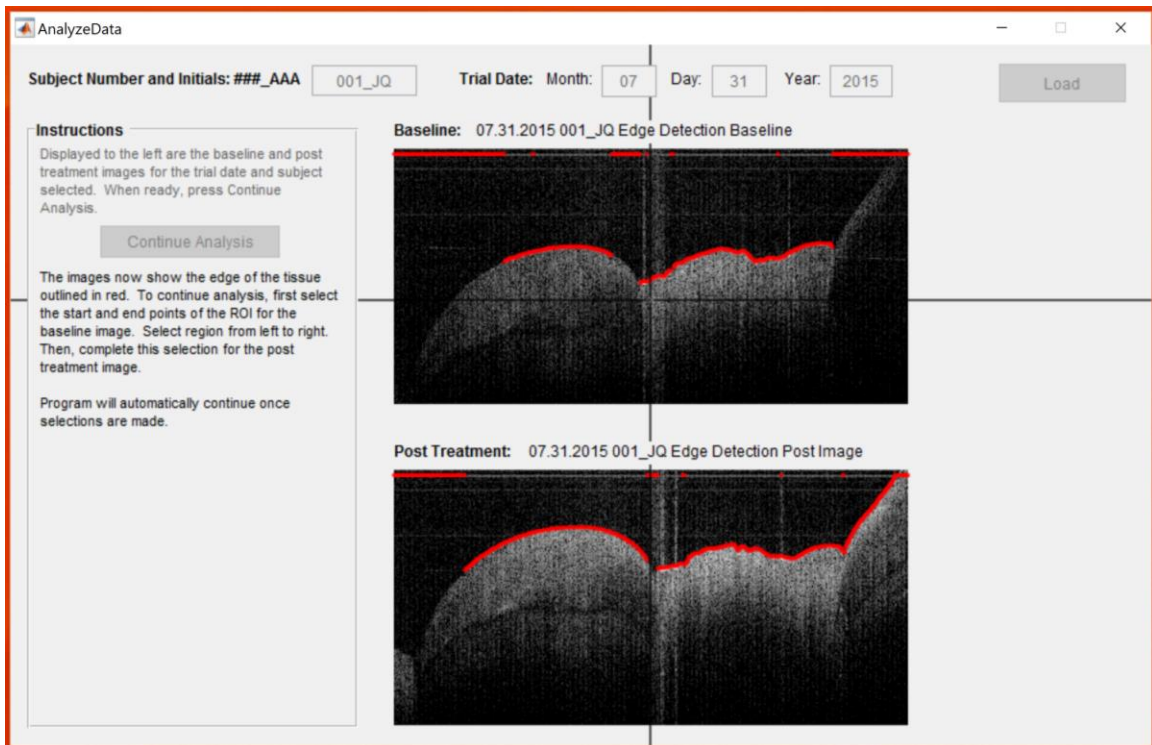 AnalyzeData
Subject Number and Initials: ###_AAA 001_JQ Trial Date: Month: 07 Day: 31 Year: 2015 Load
Instructions
Displayed to the left are the baseline and post
treatment images for the trial date and subject
selected. When ready, press Continue
Analysis.
Continue Analysis
The images now show the edge of the tissue
outlined in red. To continue analysis, first select
the start and end points of the ROI for the
baseline image. Select region from left to right.
Then, complete this selection for the post
treatment image.
Program will automatically continue once
selections are made.
Baseline: 07.31.2015 001_JQ Edge Detection Baseline
Post Treatment: 07.31.2015 001_JQ Edge Detection Post Image